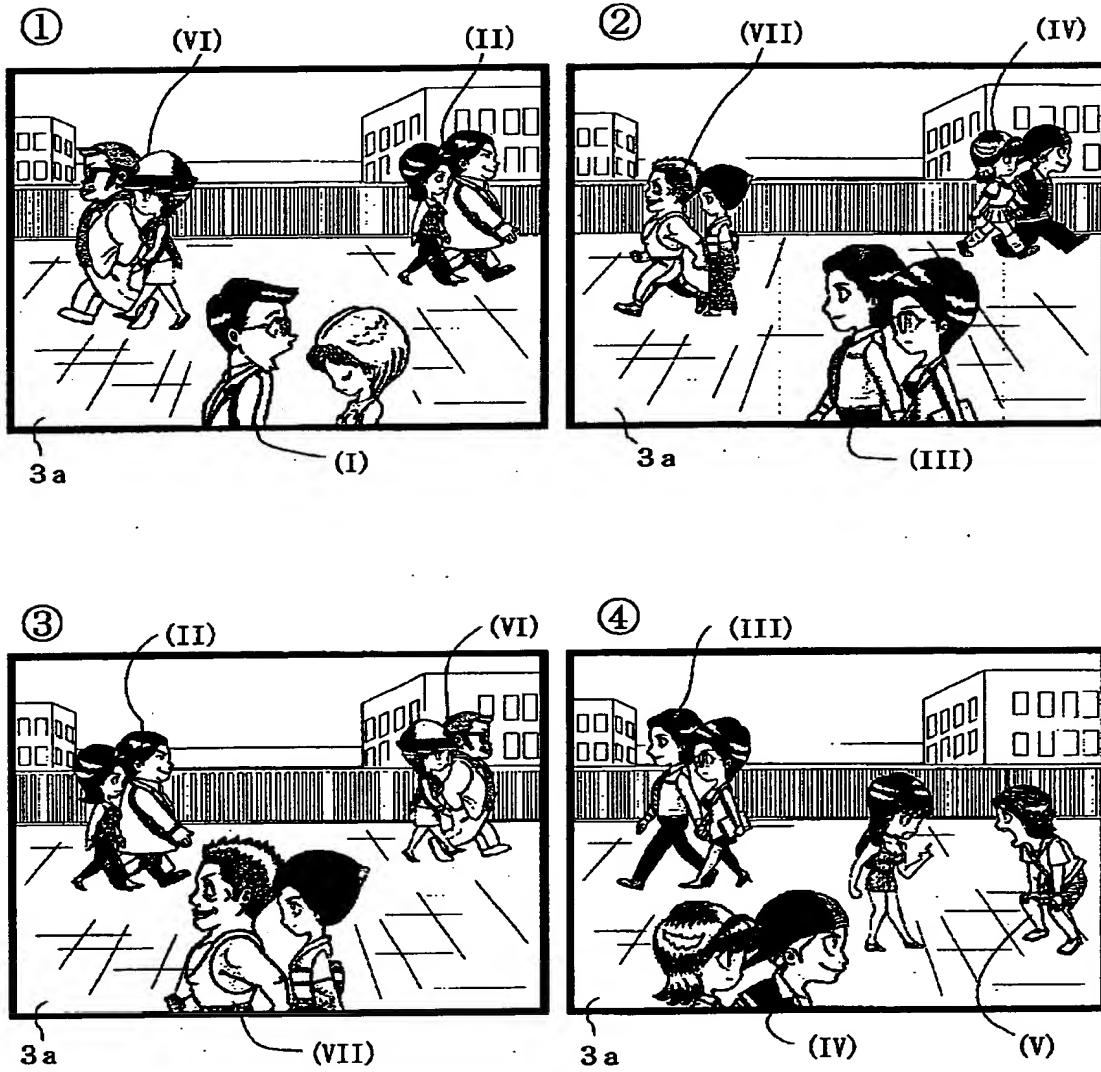 ①
(VI)
(II)
3a
(I)
②
(VII)
(IV)
3a
(III)
③
(II)
(VI)
3a
(VII)
④
(III)
3a
(IV)
(V)